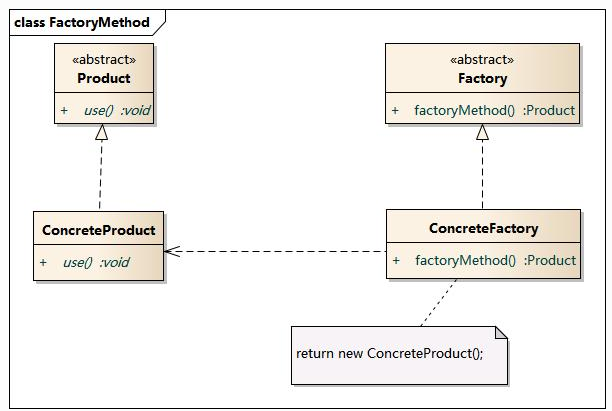 class FactoryMethod
«abstract»
Product
+ use() :void
«abstract»
Factory
+ factoryMethod() :Product
ConcreteProduct
+ use() :void
ConcreteFactory
+ factoryMethod() :Product
return new ConcreteProduct();